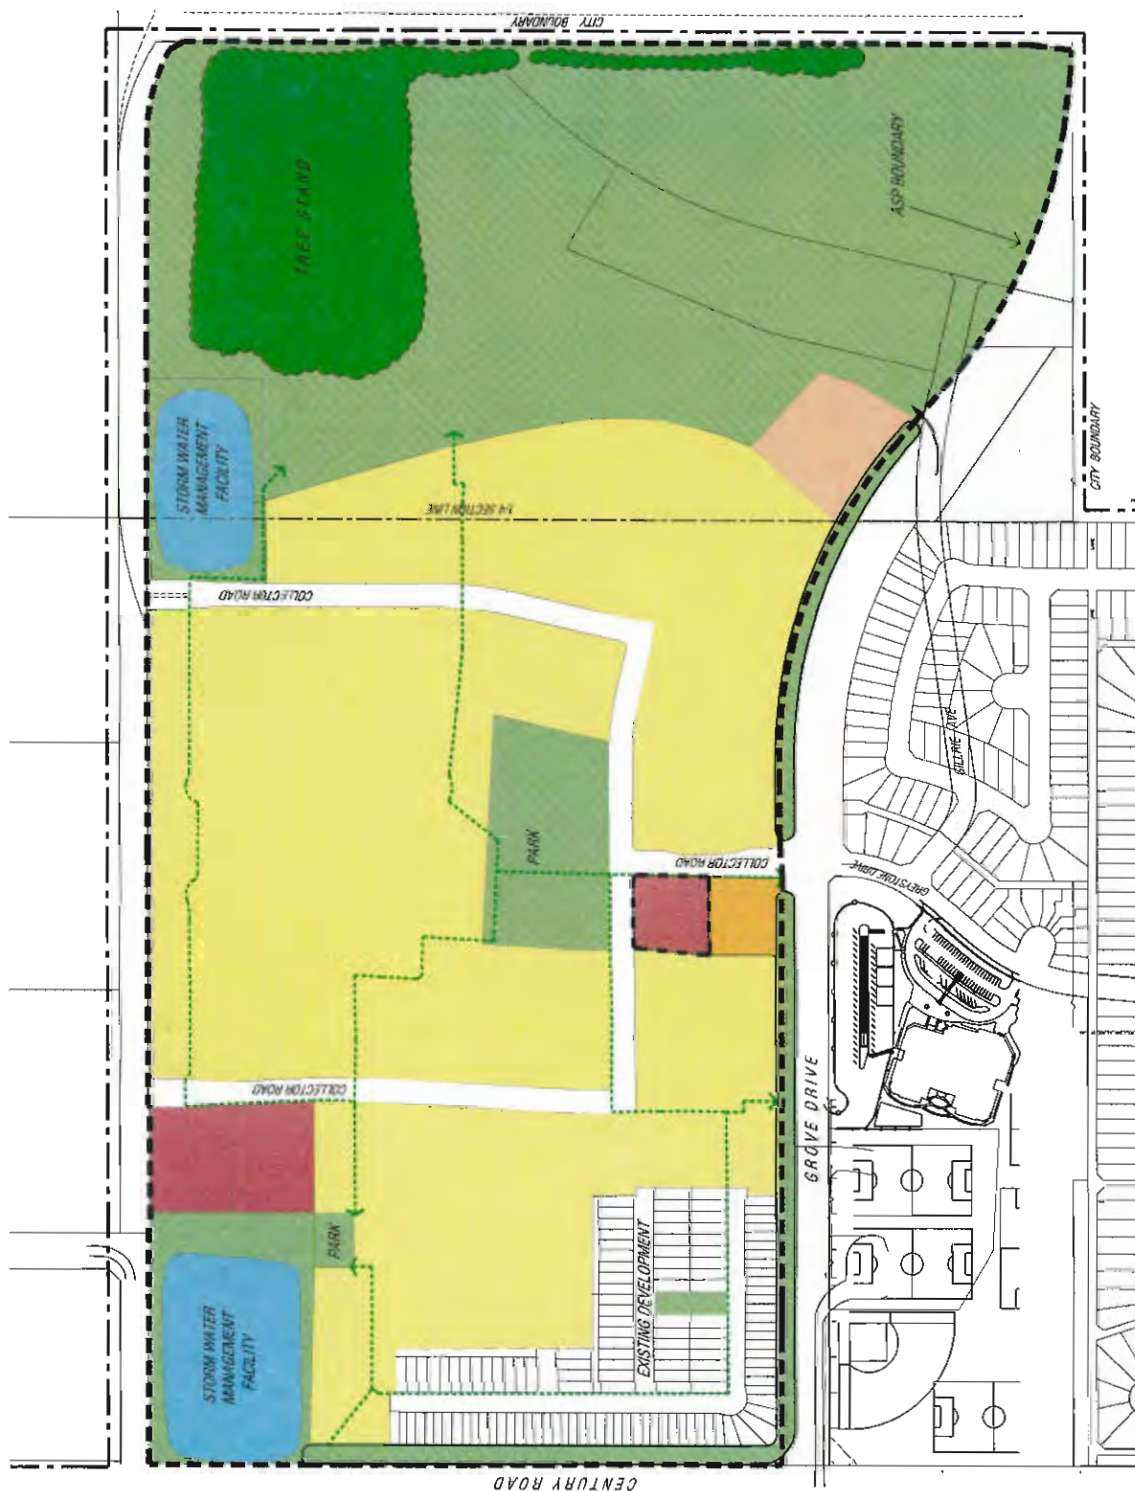 CITY BOUNDARY
TREE STAND
ASP BOUNDARY
STORM WATER
MANAGEMENT
FACILITY
CITY BOUNDARY
1/4 SECTION LINE
COLLECTOR ROAD
GILLRIE AVE
PARK
COLLECTOR ROAD
GREYSTONE DRIVE
COLLECTOR ROAD
GROVE DRIVE
PARK
EXISTING DEVELOPMENT
STORM WATER
MANAGEMENT
FACILITY
CENTURY ROAD